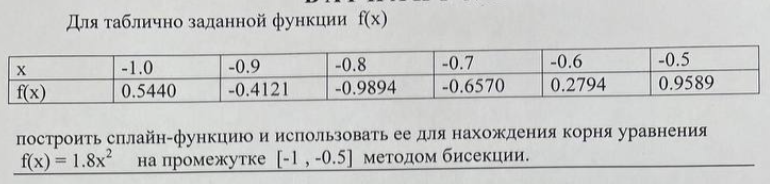 Для таблично заданной функции f(x)
x -1.0 -0.9 -0.8 -0.7 -0.6 -0.5
f(x) 0.5440 -0.4121 -0.9894 -0.6570 0.2794 0.9589
построить сплайн-функцию и использовать ее для нахождения корня уравнения
f(x) = 1.8x² на промежутке [-1 , -0.5] методом бисекции.